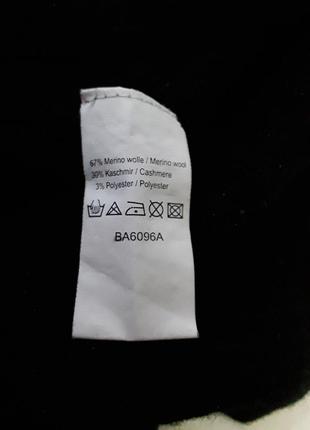 67% Merino wolle / Merino wool
30% Kaschmir / Cashmere
3% Polyester / Polyester
BA6096A